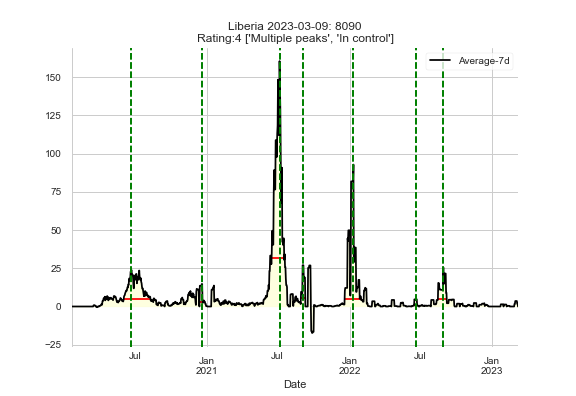 Liberia 2023-03-09: 8090
Rating:4 ['Multiple peaks', 'In control']
Average-7d
150
125
100
75
50
25
0
−25
Jul
Jan
2021
Jul
Jan
2022
Jul
Jan
2023
Date